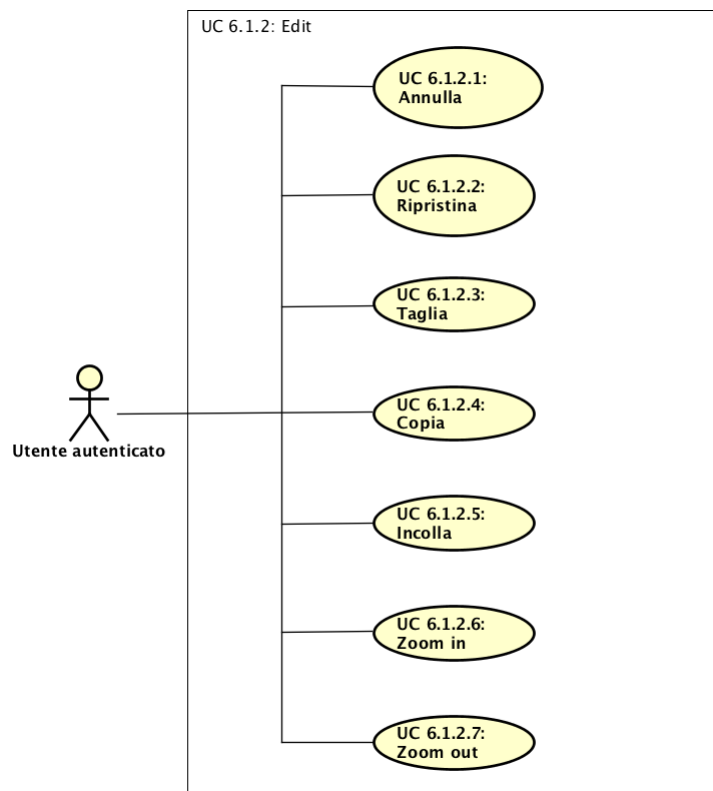 UC 6.1.2: Edit
UC 6.1.2.1:
Annulla
UC 6.1.2.2:
Ripristina
UC 6.1.2.3:
Taglia
UC 6.1.2.4:
Copia
Utente autenticato
UC 6.1.2.5:
Incolla
UC 6.1.2.6:
Zoom in
UC 6.1.2.7:
Zoom out